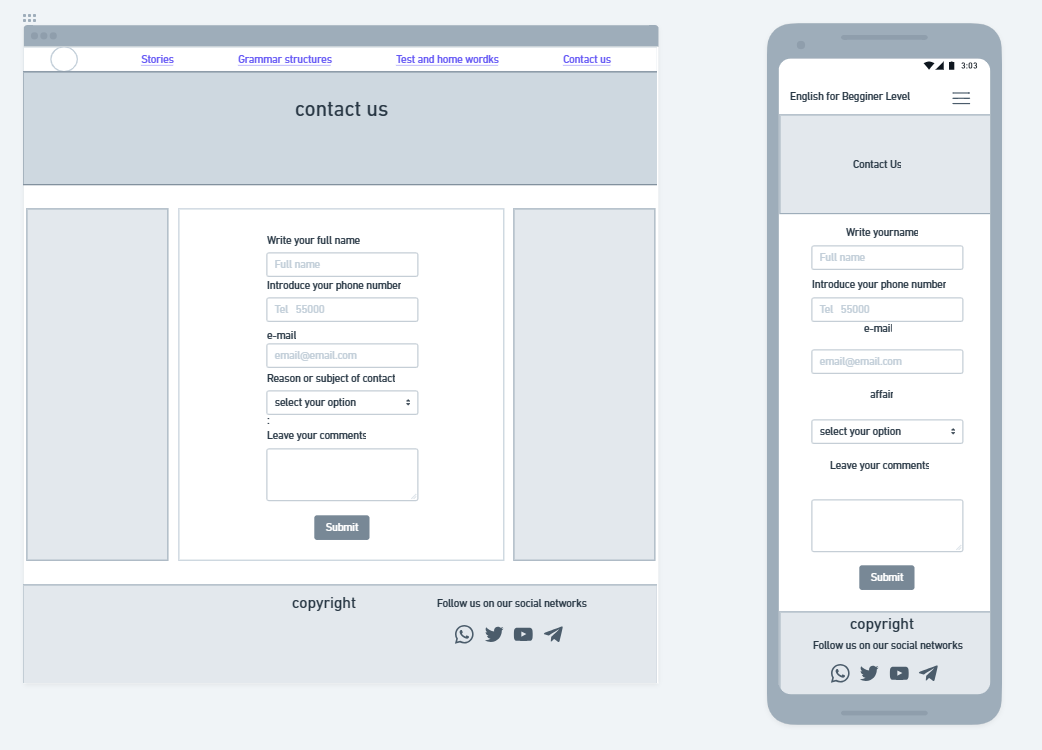 Stories Grammar structures Test and home wordks Contact us
contact us
Write your full name
Full name
Introduce your phone number
Tel 55000
e-mail
email@email.com
Reason or subject of contact
select your option
:
Leave your comments
Submit
copyright
Follow us on our social networks
3:03
English for Begginer Level
Contact Us
Write yourname
Full name
Introduce your phone number
Tel 55000
e-mail
email@email.com
affair
select your option
Leave your comments
Submit
copyright
Follow us on our social networks